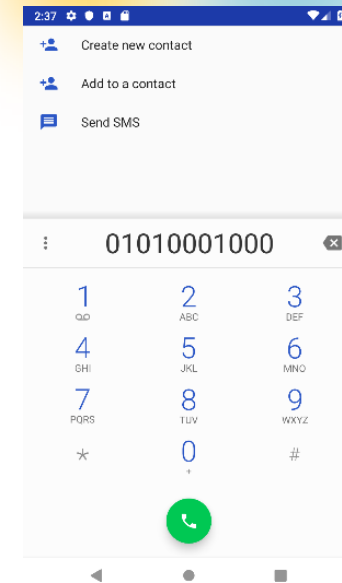 2:37
Create new contact
Add to a contact
Send SMS
01010001000
1 2 3
ABC DEF
4 5 6
GHI JKL MNO
7 8 9
PQRS TUV WXYZ
* 0 #
+